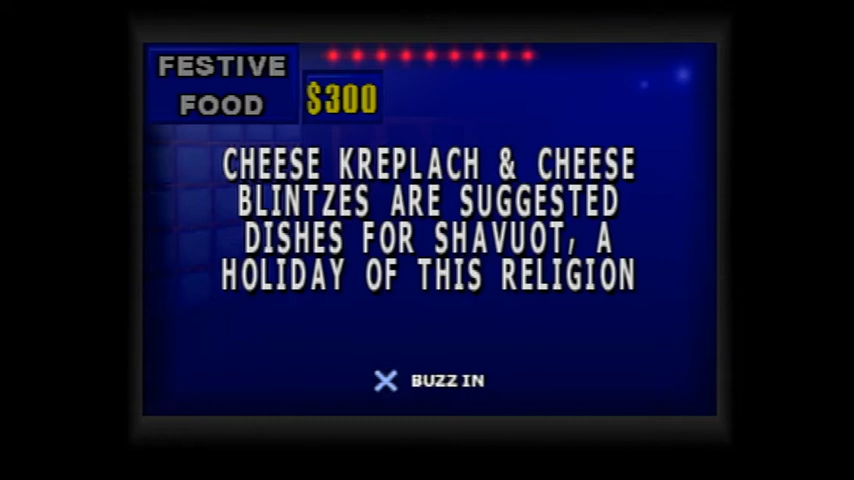 FESTIVE
FOOD
$300
CHEESE KREPLACH & CHEESE
BLINTZES ARE SUGGESTED
DISHES FOR SHAVUOT, A
HOLIDAY OF THIS RELIGION
BUZZ IN